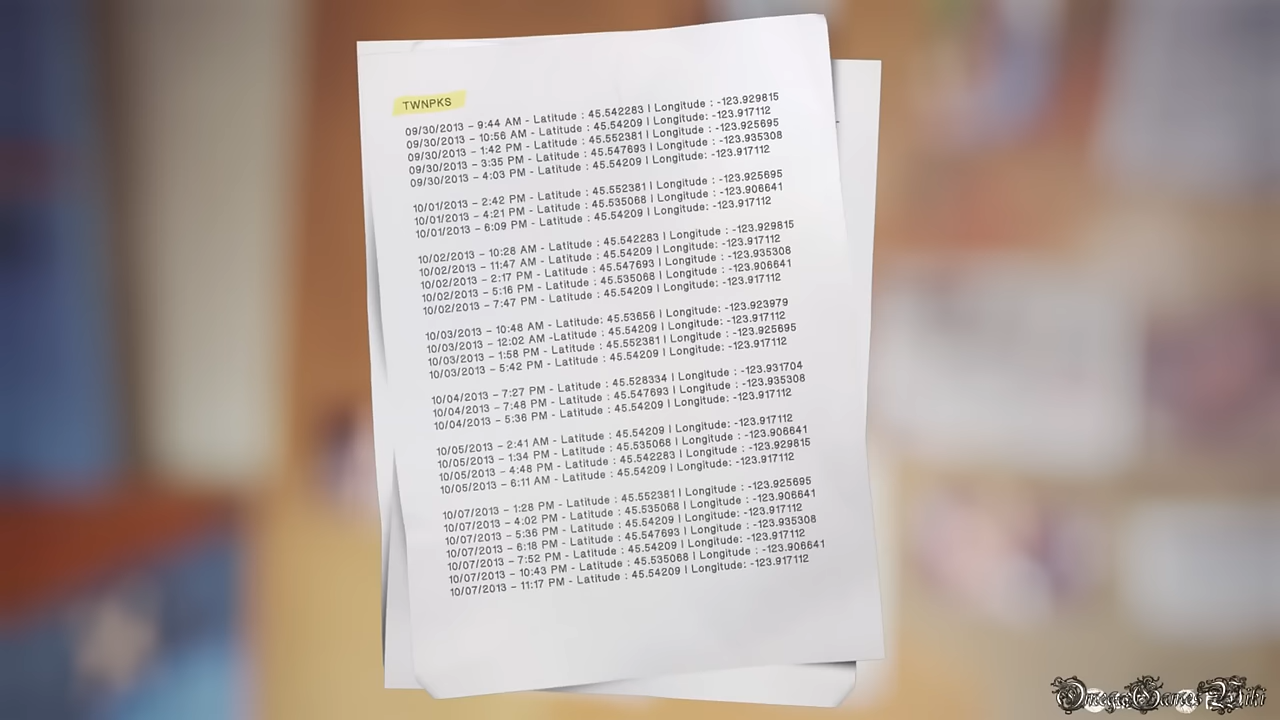 TWNPKS
09/30/2013 - 9:44 AM - Latitude : 45.542283 | Longitude : -123.929815
09/30/2013 - 10:56 AM - Latitude : 45.54209 | Longitude: -123.917112
09/30/2013 - 1:42 PM - Latitude : 45.552381 | Longitude : -123.925695
09/30/2013 - 3:35 PM - Latitude : 45.547693 | Longitude : -123.935308
09/30/2013 - 4:03 PM - Latitude : 45.54209 | Longitude: -123.917112
10/01/2013 - 2:42 PM - Latitude : 45.552381 | Longitude : -123.925695
10/01/2013 - 4:21 PM - Latitude : 45.535068 | Longitude : -123.906641
10/01/2013 - 6:09 PM - Latitude : 45.54209 | Longitude: -123.917112
10/02/2013 - 10:28 AM - Latitude : 45.542283 | Longitude : -123.929815
10/02/2013 - 11:47 AM - Latitude : 45.54209 | Longitude: -123.917112
10/02/2013 - 2:17 PM - Latitude : 45.547693 | Longitude : -123.935308
10/02/2013 - 5:16 PM - Latitude : 45.535068 | Longitude : -123.906641
10/02/2013 - 7:47 PM - Latitude : 45.54209 | Longitude: -123.917112
10/03/2013 - 10:48 AM - Latitude: 45.53656 | Longitude: -123.923979
10/03/2013 - 12:02 AM -Latitude : 45.54209 | Longitude: -123.917112
10/03/2013 - 1:58 PM - Latitude : 45.552381 | Longitude : -123.925695
10/03/2013 - 5:42 PM - Latitude : 45.54209 | Longitude: -123.917112
10/04/2013 - 7:27 PM - Latitude : 45.528334 | Longitude : -123.931704
10/04/2013 - 7:48 PM - Latitude : 45.547693 | Longitude : -123.935308
10/04/2013 - 5:36 PM - Latitude : 45.54209 | Longitude: -123.917112
10/05/2013 - 2:41 AM - Latitude : 45.54209 | Longitude: -123.917112
10/05/2013 - 1:34 PM - Latitude : 45.535068 | Longitude : -123.906641
10/05/2013 - 4:48 PM - Latitude : 45.542283 | Longitude : -123.929815
10/05/2013 - 6:11 AM - Latitude : 45.54209 | Longitude: -123.917112
10/07/2013 - 1:28 PM - Latitude : 45.552381 | Longitude : -123.925695
10/07/2013 - 4:02 PM - Latitude : 45.535068 | Longitude : -123.906641
10/07/2013 - 5:36 PM - Latitude : 45.54209 | Longitude: -123.917112
10/07/2013 - 6:18 PM - Latitude : 45.547693 | Longitude : -123.935308
10/07/2013 - 7:52 PM - Latitude : 45.54209 | Longitude: -123.917112
10/07/2013 - 10:43 PM - Latitude : 45.535068 | Longitude : -123.906641
10/07/2013 - 11:17 PM - Latitude : 45.54209 | Longitude: -123.917112
OmegaGames Wiki